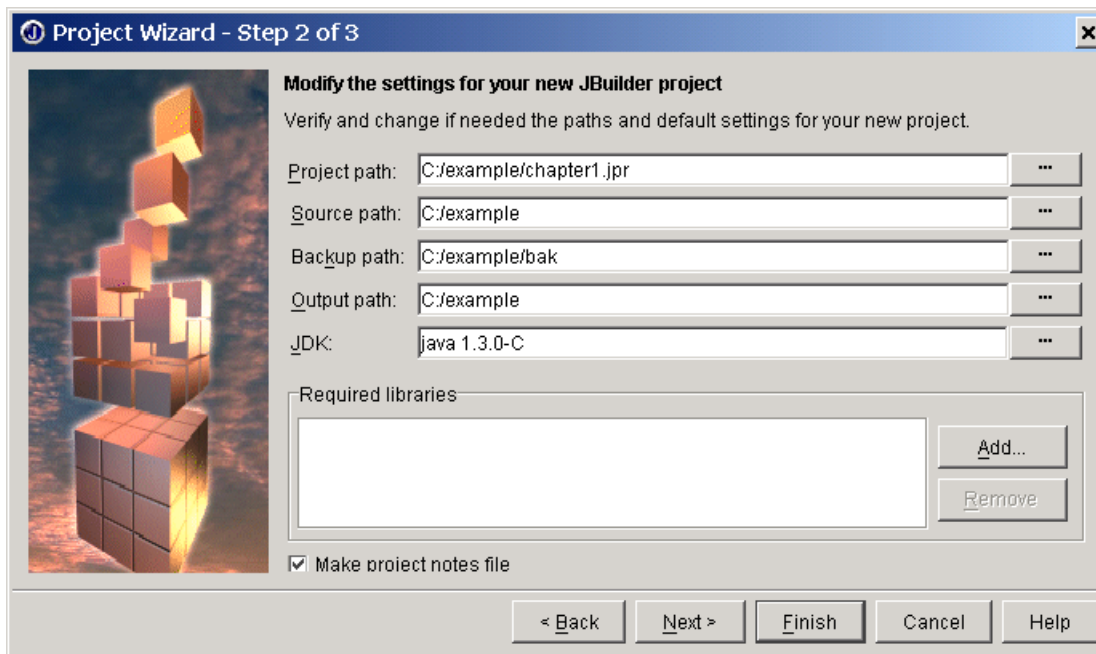 Project Wizard - Step 2 of 3
Modify the settings for your new JBuilder project
Verify and change if needed the paths and default settings for your new project.
Project path: C:/example/chapter1.jpr ...
Source path: C:/example ...
Backup path: C:/example/bak ...
Output path: C:/example ...
JDK: java 1.3.0-C ...
Required libraries
Add...
Remove
Make project notes file
< Back Next > Finish Cancel Help